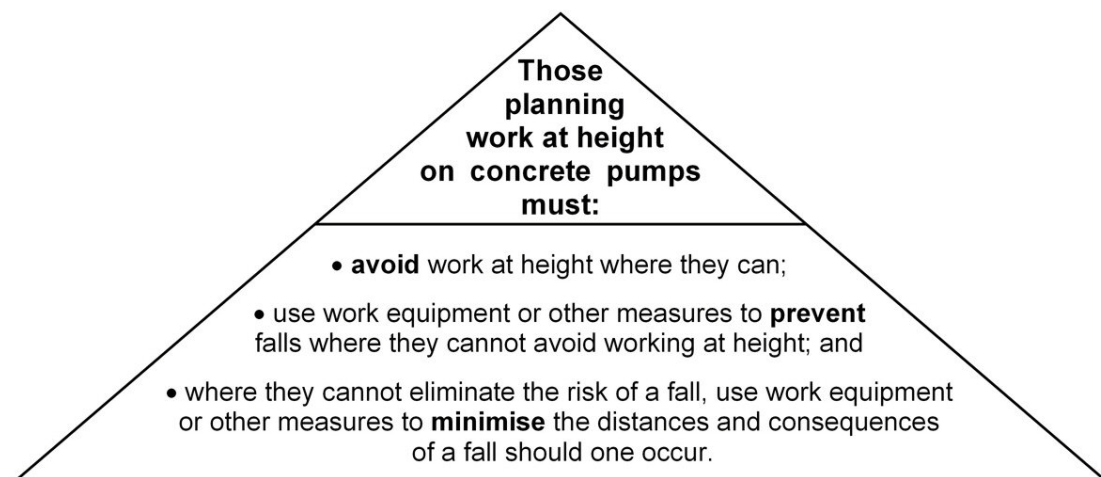 Those
planning
work at height
on concrete pumps
must:
• avoid work at height where they can;
• use work equipment or other measures to prevent
falls where they cannot avoid working at height; and
• where they cannot eliminate the risk of a fall, use work equipment
or other measures to minimise the distances and consequences
of a fall should one occur.